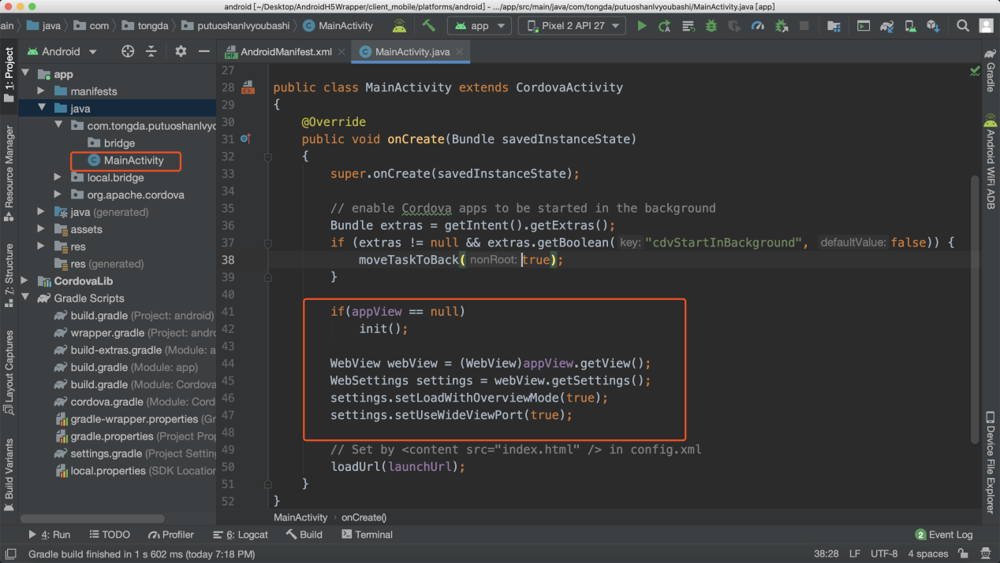 android [~/Desktop/AndroidH5Wrapper/client_mobile/platforms/android] - .../app/src/main/java/com/tongda/putuoshanlvyoubashi/MainActivity.java [app]
ain java com tongda putuoshanlvyoubashi MainActivity app Pixel 2 API 27
Android
AndroidManifest.xml
MainActivity.java
1: Project
Resource Manager
7: Structure
Layout Captures
Build Variants
app
manifests
java
com.tongda.putuoshanlvyo
bridge
MainActivity
local.bridge
org.apache.cordova
java (generated)
assets
res
res (generated)
CordovaLib
Gradle Scripts
build.gradle (Project: android)
wrapper.gradle (Project: andro
build-extras.gradle (Module: a
build.gradle (Module: app)
build.gradle (Module: Cordova
cordova.gradle (Module: Cord
gradle-wrapper.properties (Gr
gradle.properties (Project Prop
settings.gradle (Project Setting
local.properties (SDK Location
27
28 public class MainActivity extends CordovaActivity
29 {
30 @Override
31 public void onCreate(Bundle savedInstanceState)
32 {
33 super.onCreate(savedInstanceState);
34
35 // enable Cordova apps to be started in the background
36 Bundle extras = getIntent().getExtras();
37 if (extras != null && extras.getBoolean( key: "cdvStartInBackground", defaultValue: false)) {
38 moveTaskToBack( nonRoot: true);
39 }
40
41 if(appView == null)
42 init();
43
44 WebView webView = (WebView)appView.getView();
45 WebSettings settings = webView.getSettings();
46 settings.setLoadWithOverviewMode(true);
47 settings.setUseWideViewPort(true);
48
49 // Set by <content src="index.html" /> in config.xml
50 loadUrl(launchUrl);
51 }
52 }
MainActivity › onCreate()
Gradle
Android WiFi ADB
Device File Explorer
4: Run TODO Profiler 6: Logcat Build Terminal 2 Event Log
Gradle build finished in 1 s 602 ms (today 7:18 PM) 38:28 LF UTF-8 4 spaces